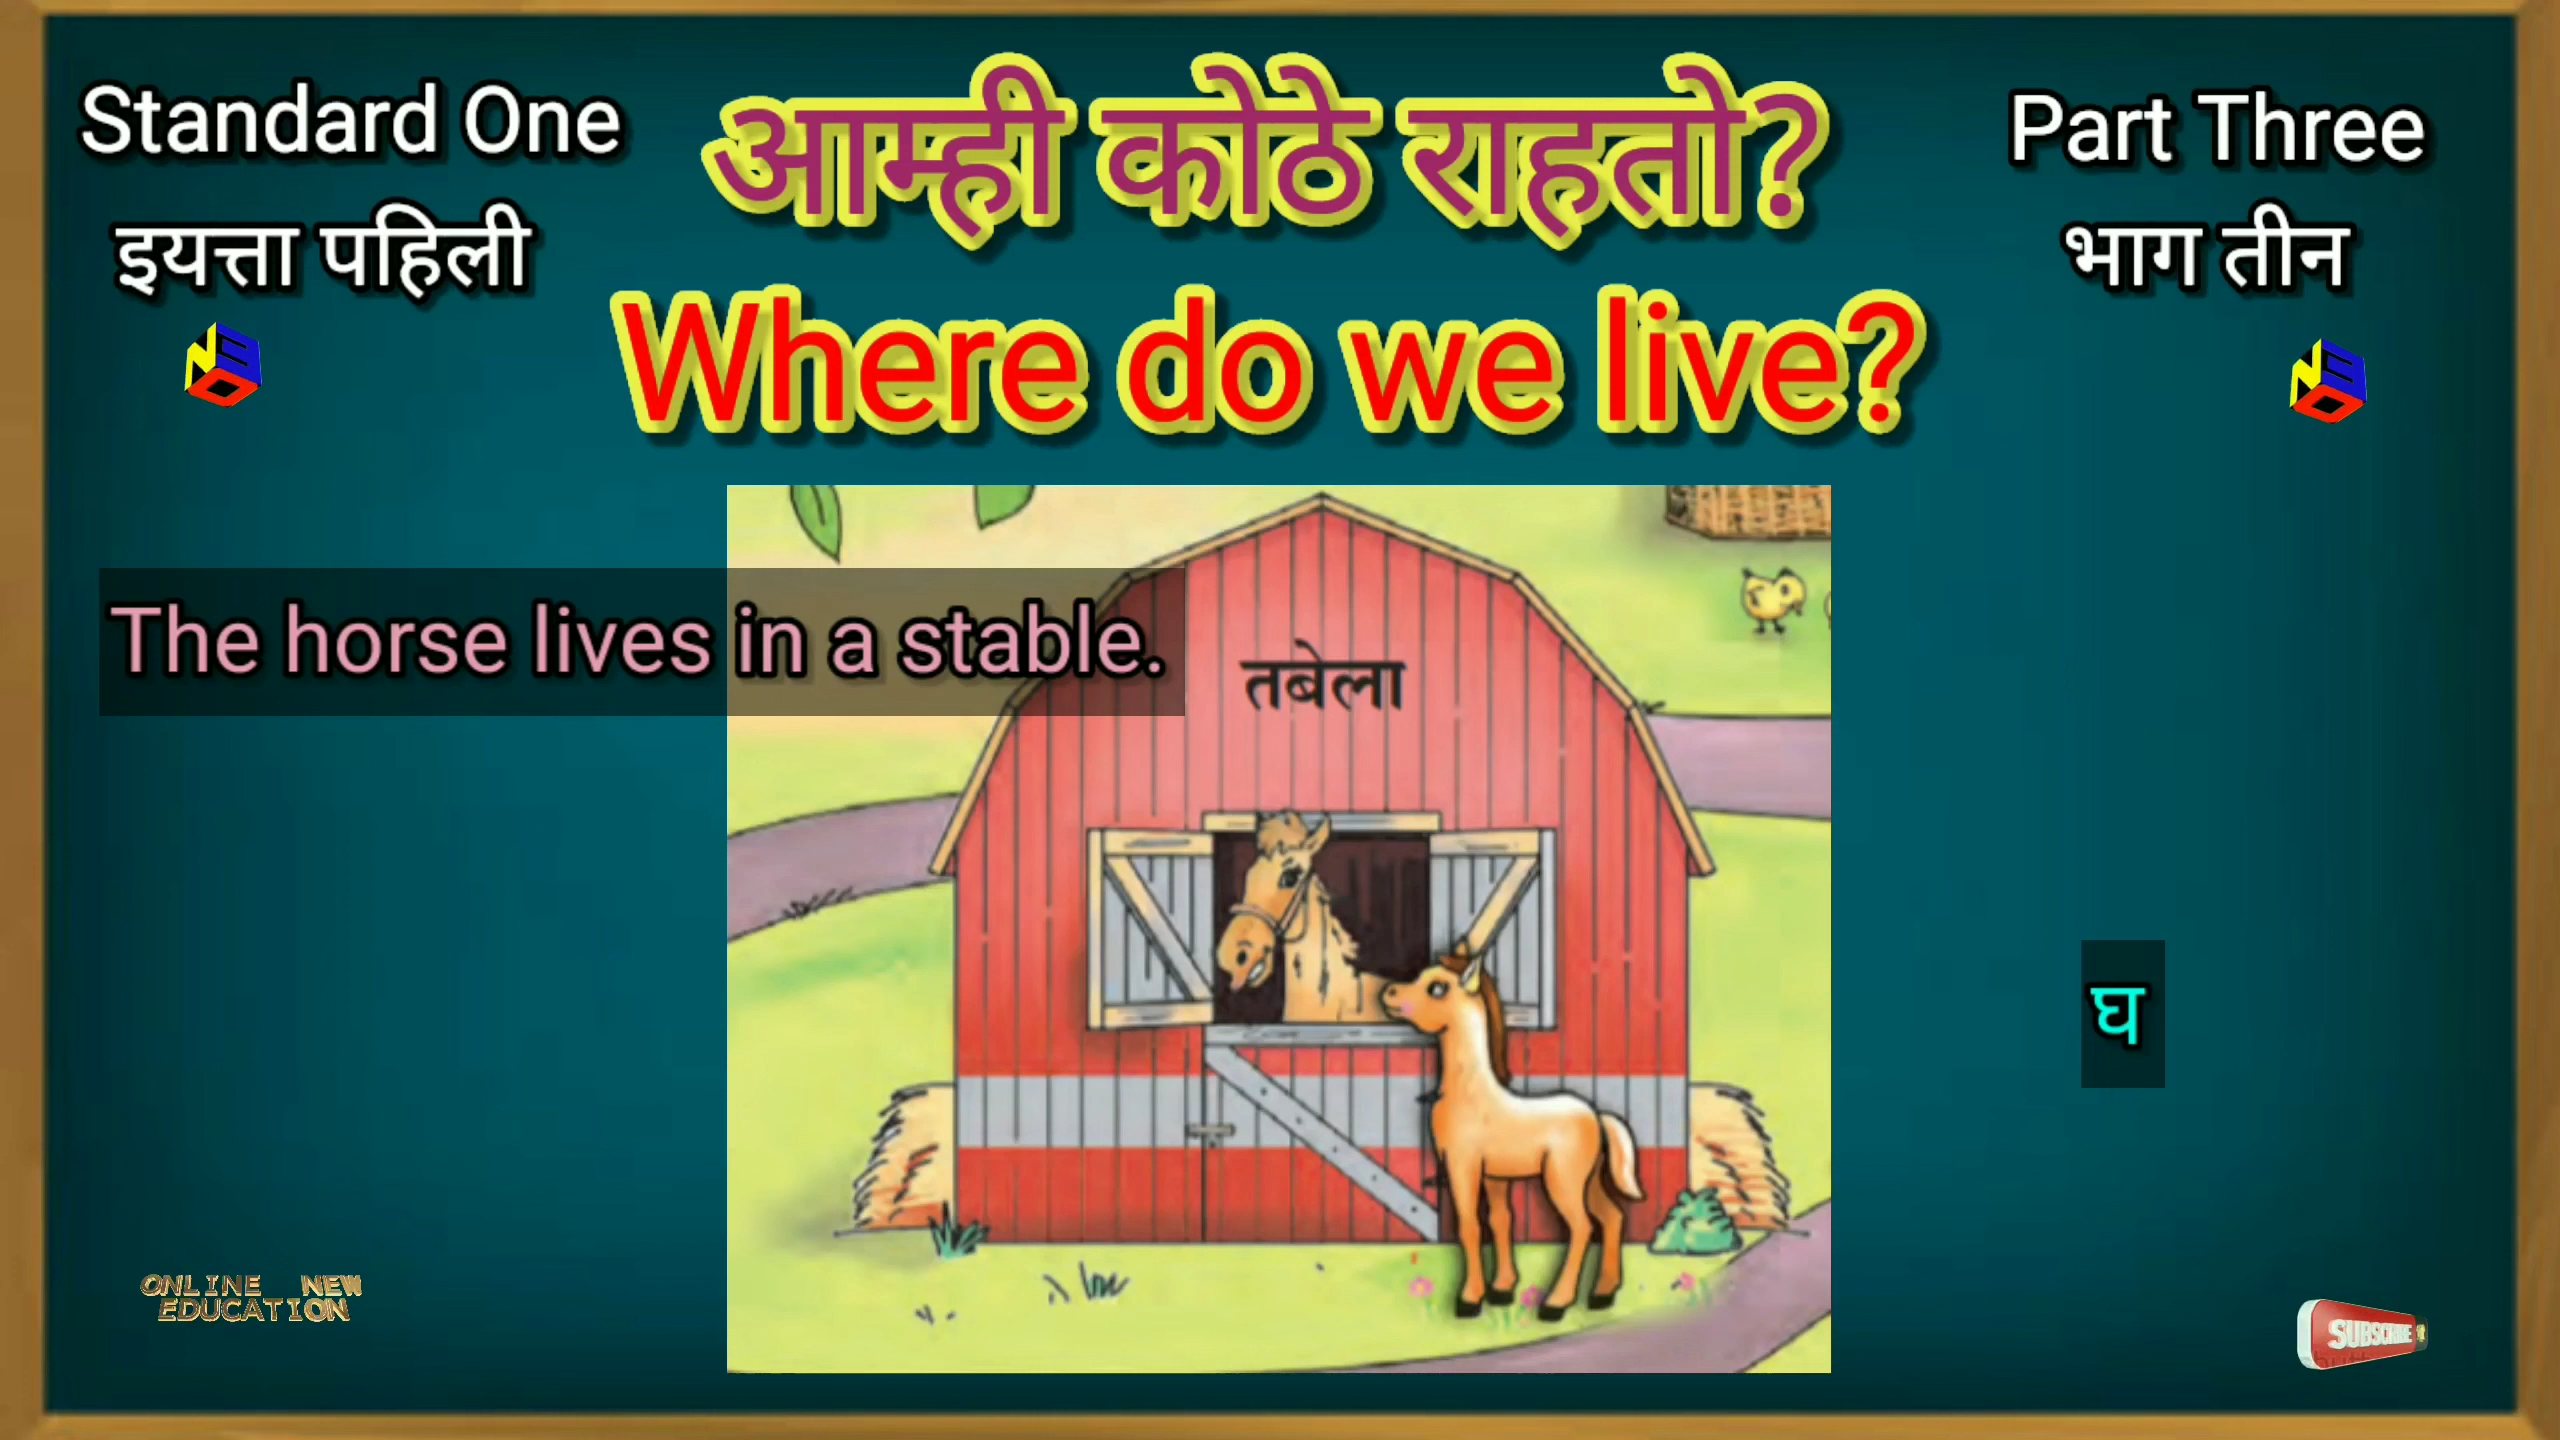 Standard One
इयत्ता पहिली
आम्ही कोठे राहतो?
Where do we live?
Part Three
भाग तीन
The horse lives in a stable.
तबेला
घ
ONLINE NEW
EDUCATION
SUBSCRIBE